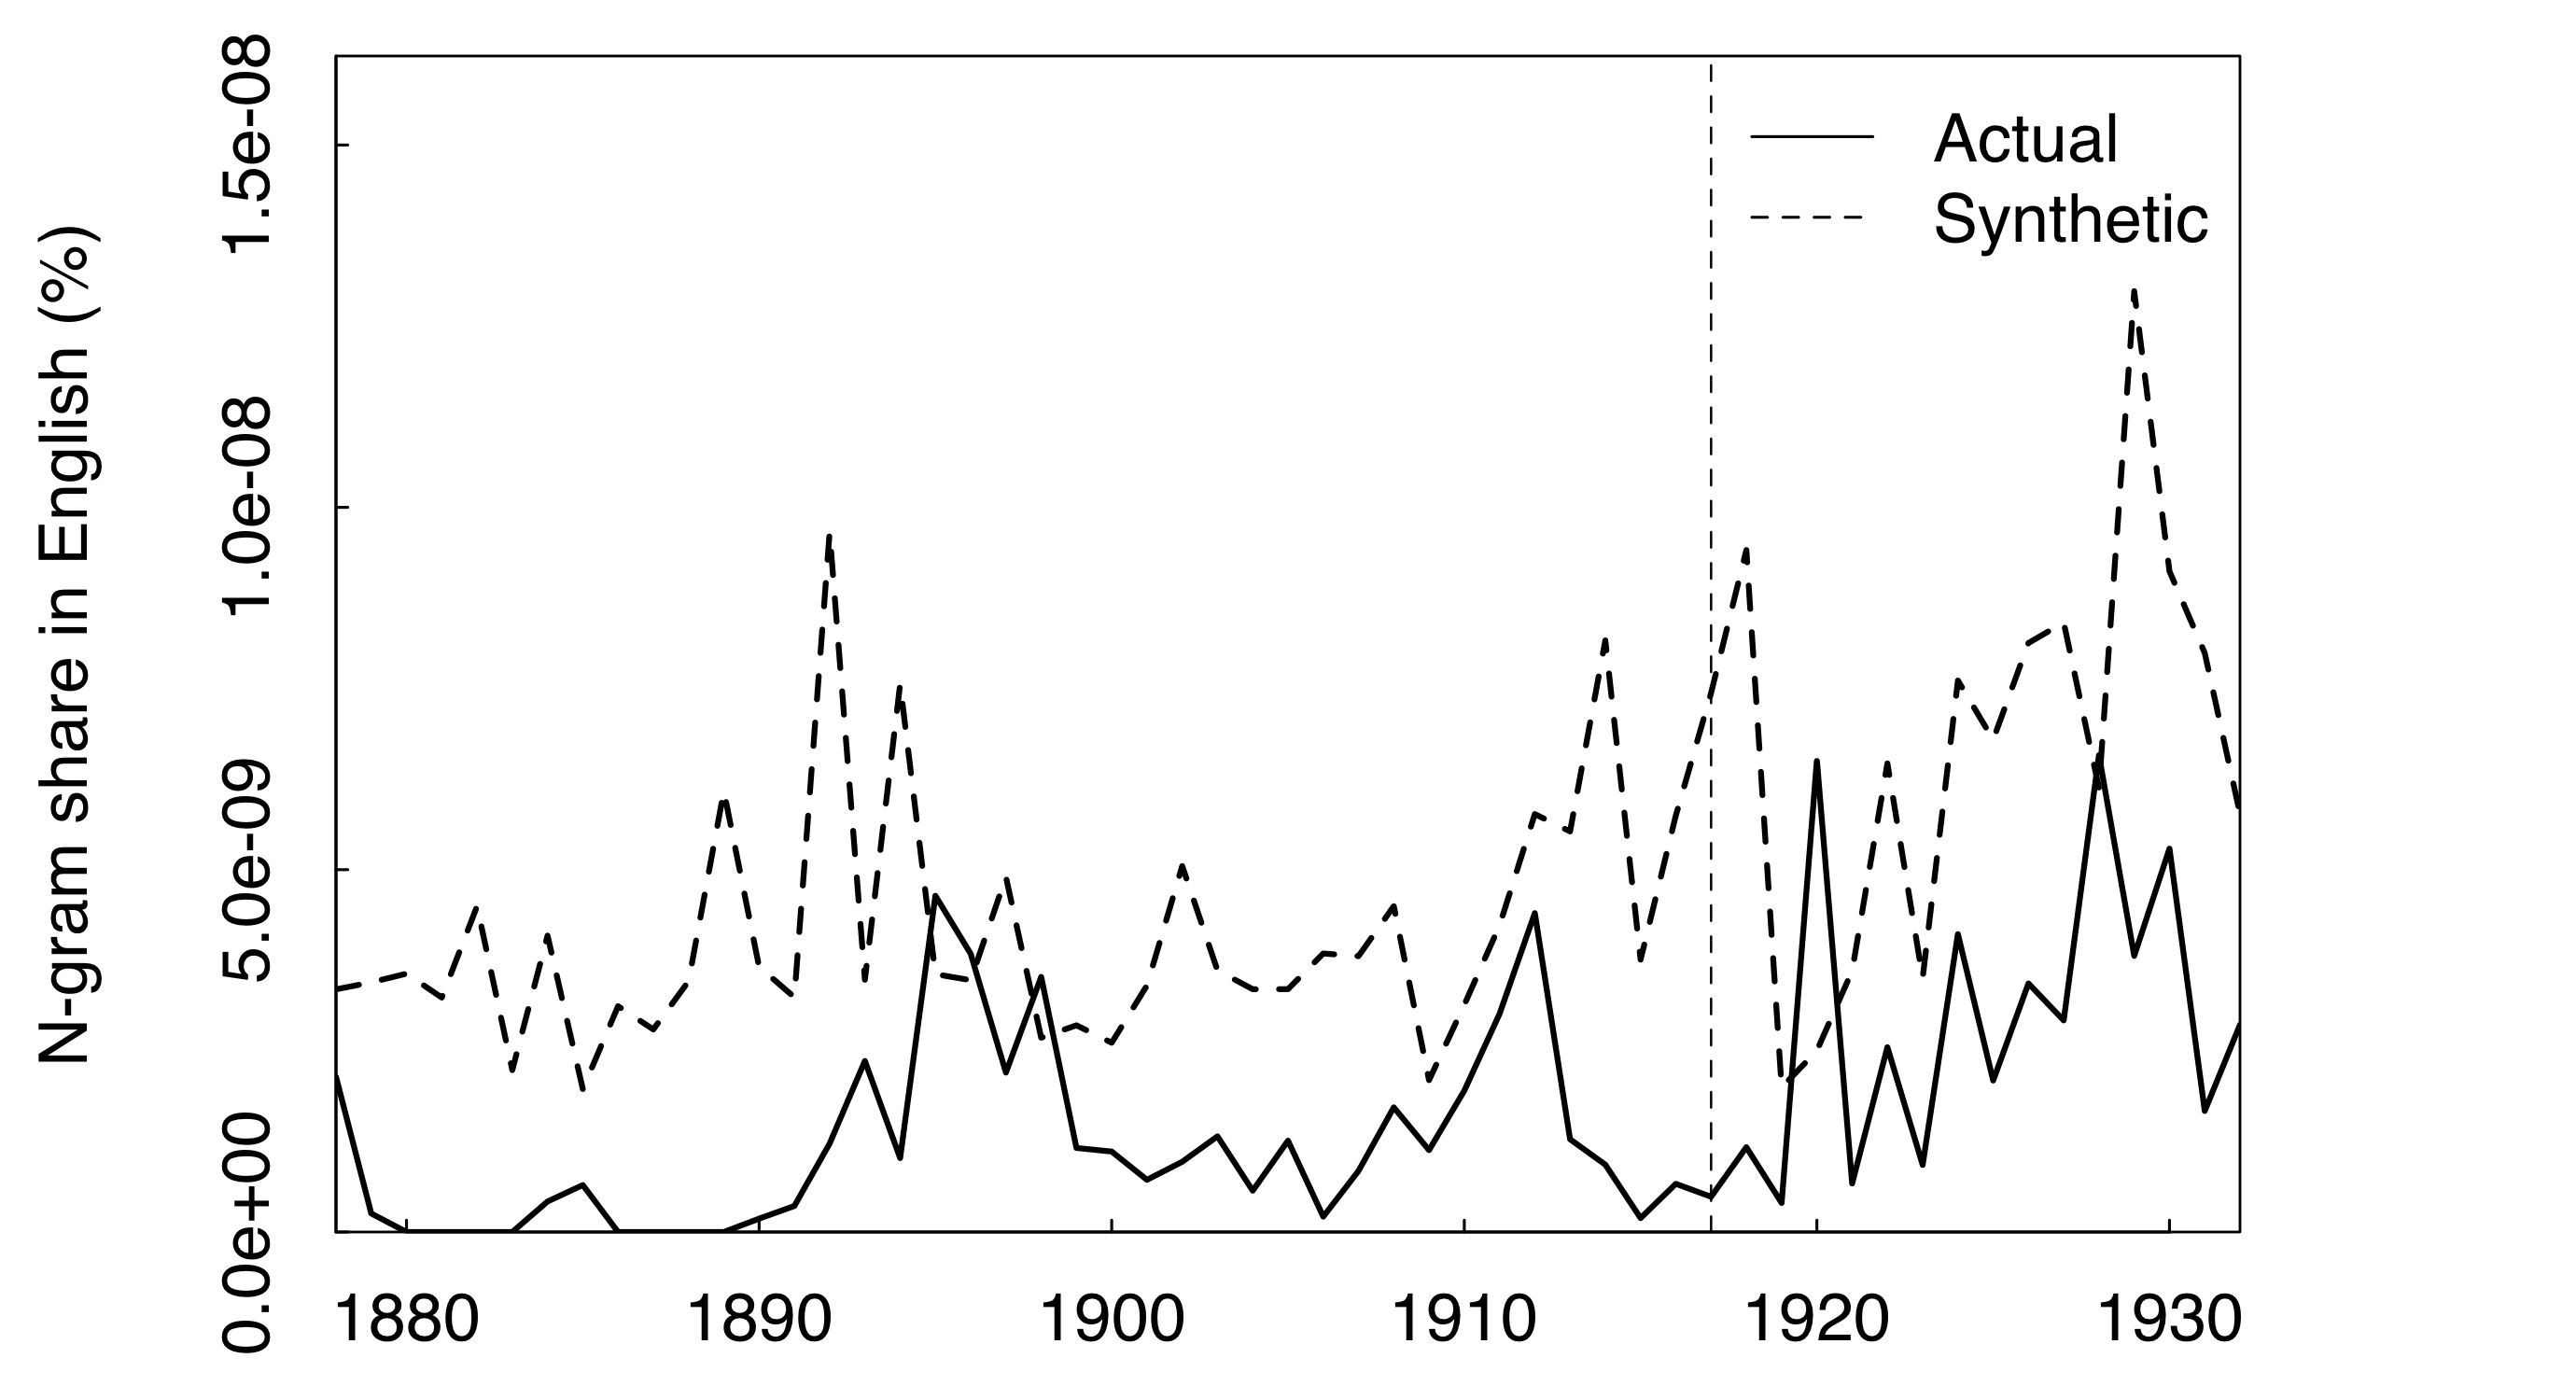 N-gram share in English (%)
1.5e-08
1.0e-08
5.0e-09
0.0e+00
Actual
Synthetic
1880 1890 1900 1910 1920 1930